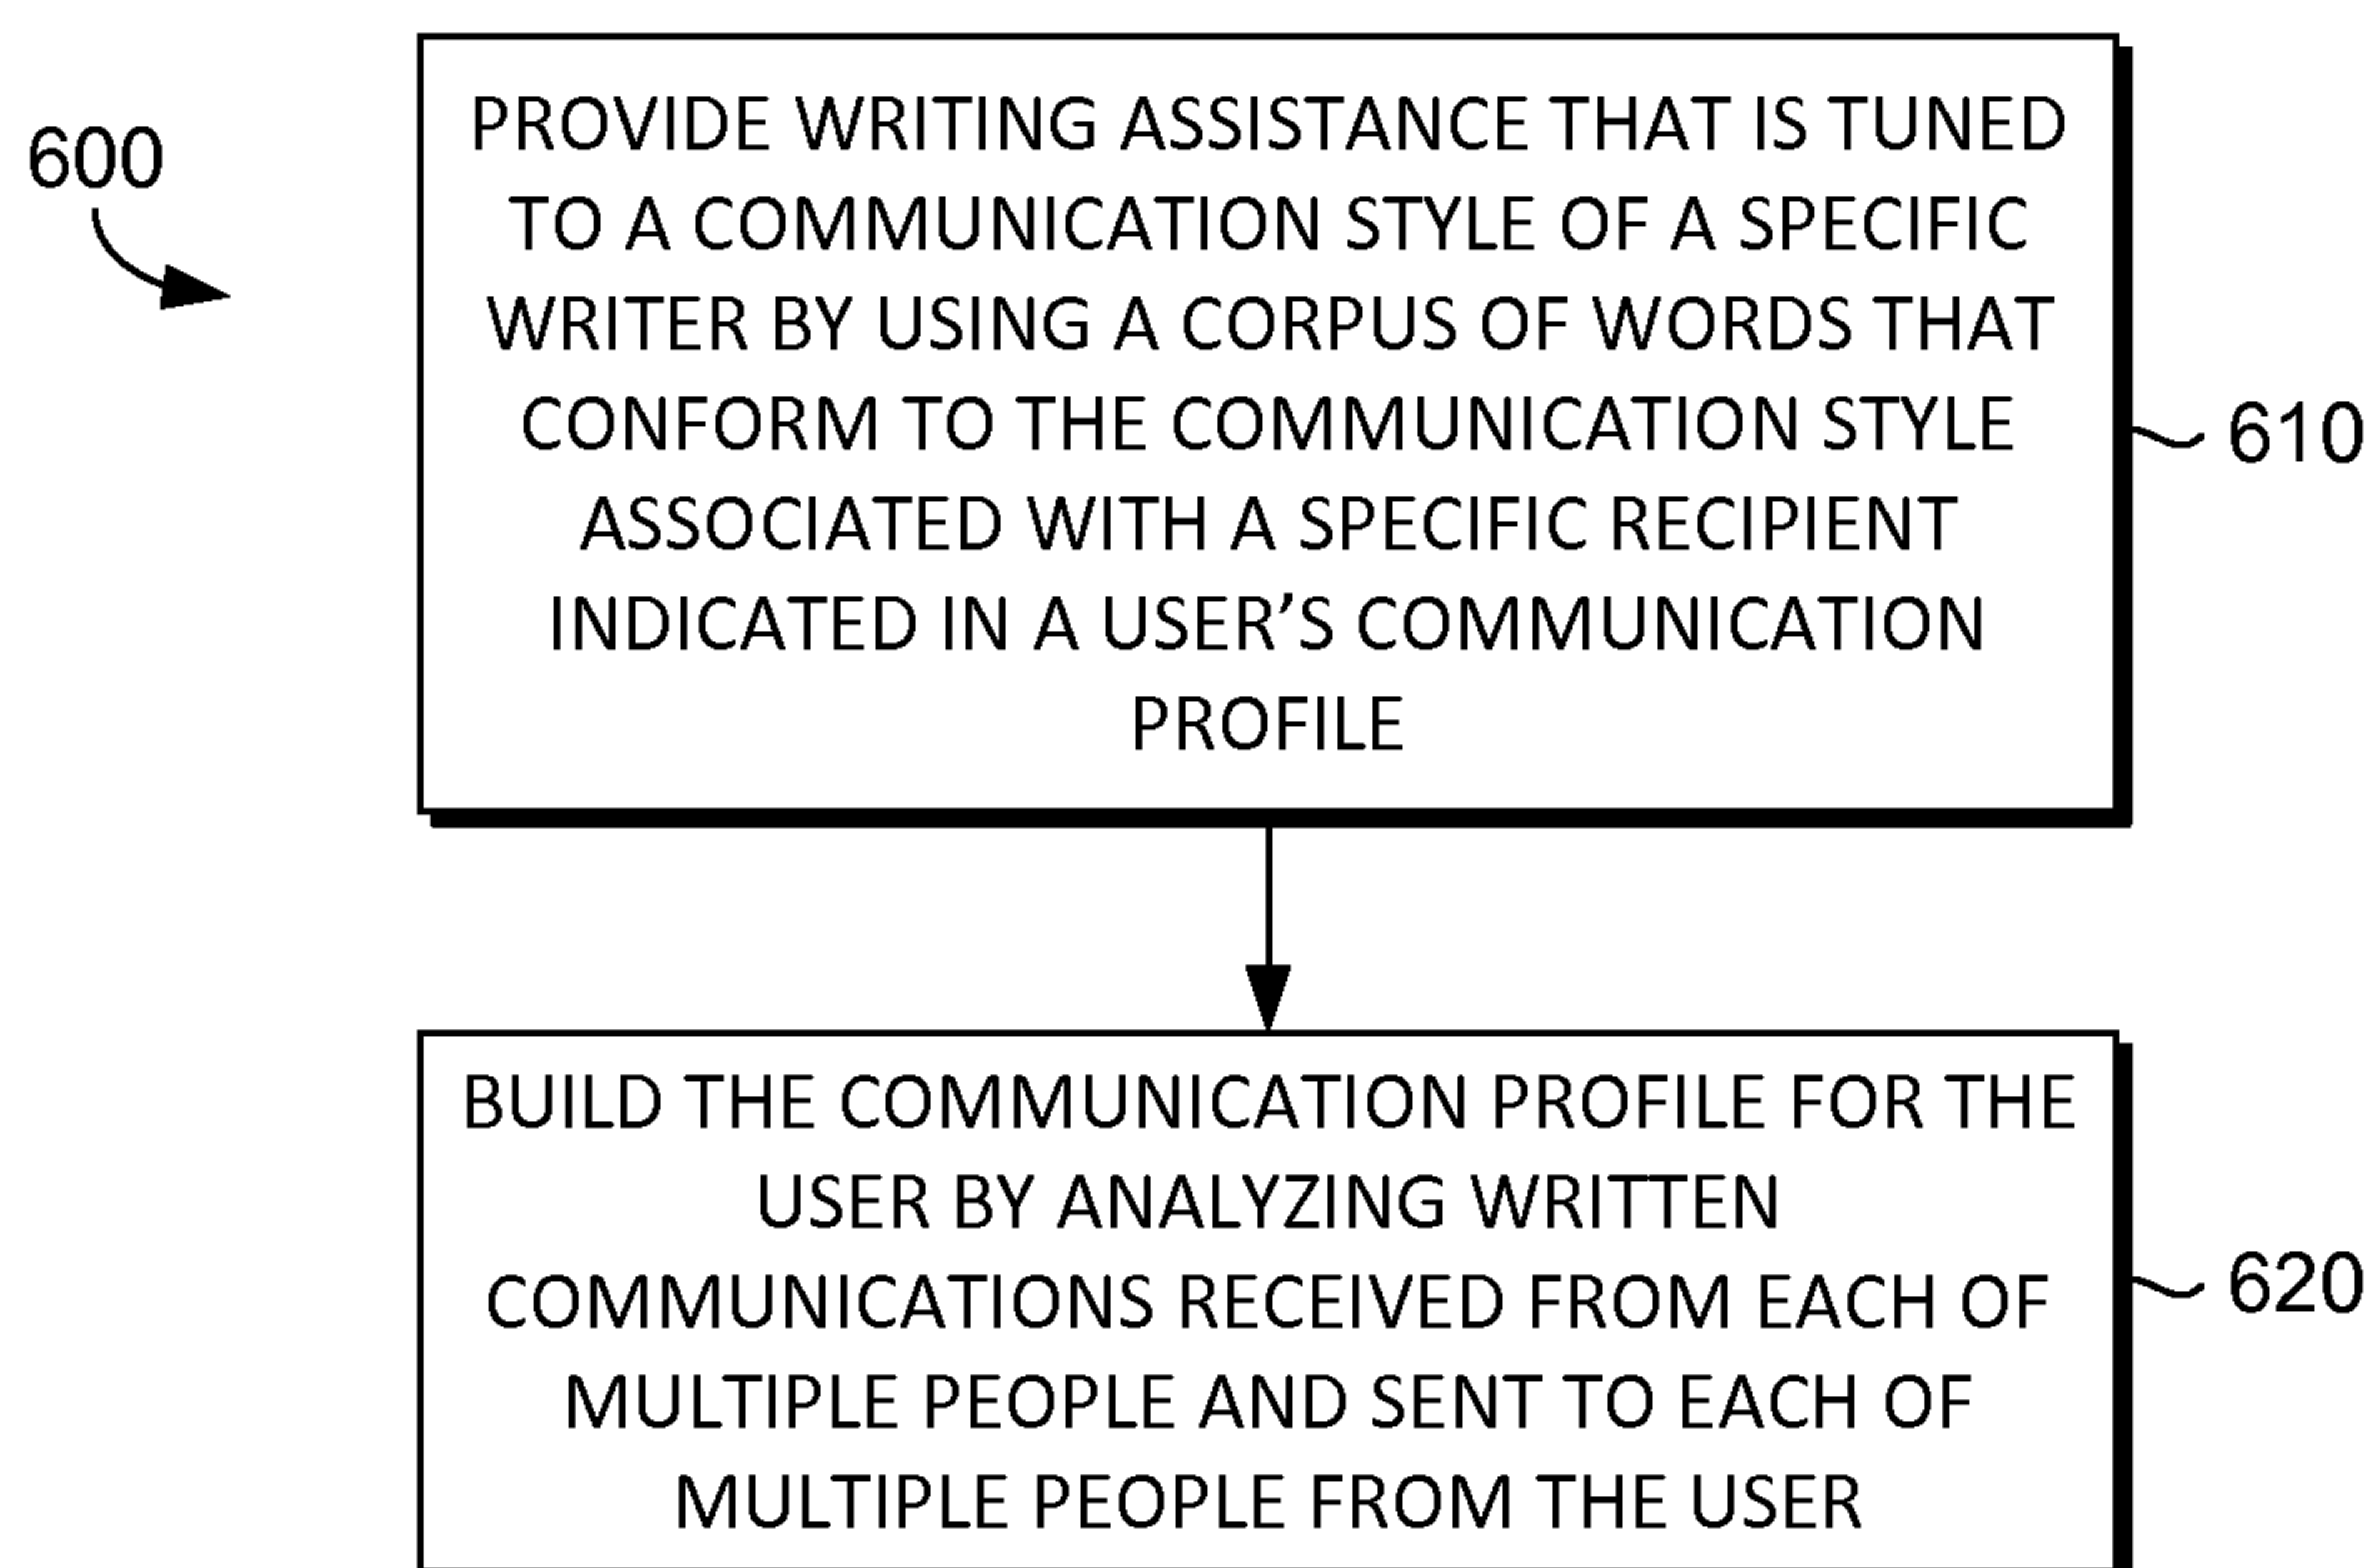 600
PROVIDE WRITING ASSISTANCE THAT IS TUNED
TO A COMMUNICATION STYLE OF A SPECIFIC
WRITER BY USING A CORPUS OF WORDS THAT
CONFORM TO THE COMMUNICATION STYLE
ASSOCIATED WITH A SPECIFIC RECIPIENT
INDICATED IN A USER’S COMMUNICATION
PROFILE
610
BUILD THE COMMUNICATION PROFILE FOR THE
USER BY ANALYZING WRITTEN
COMMUNICATIONS RECEIVED FROM EACH OF
MULTIPLE PEOPLE AND SENT TO EACH OF
MULTIPLE PEOPLE FROM THE USER
620